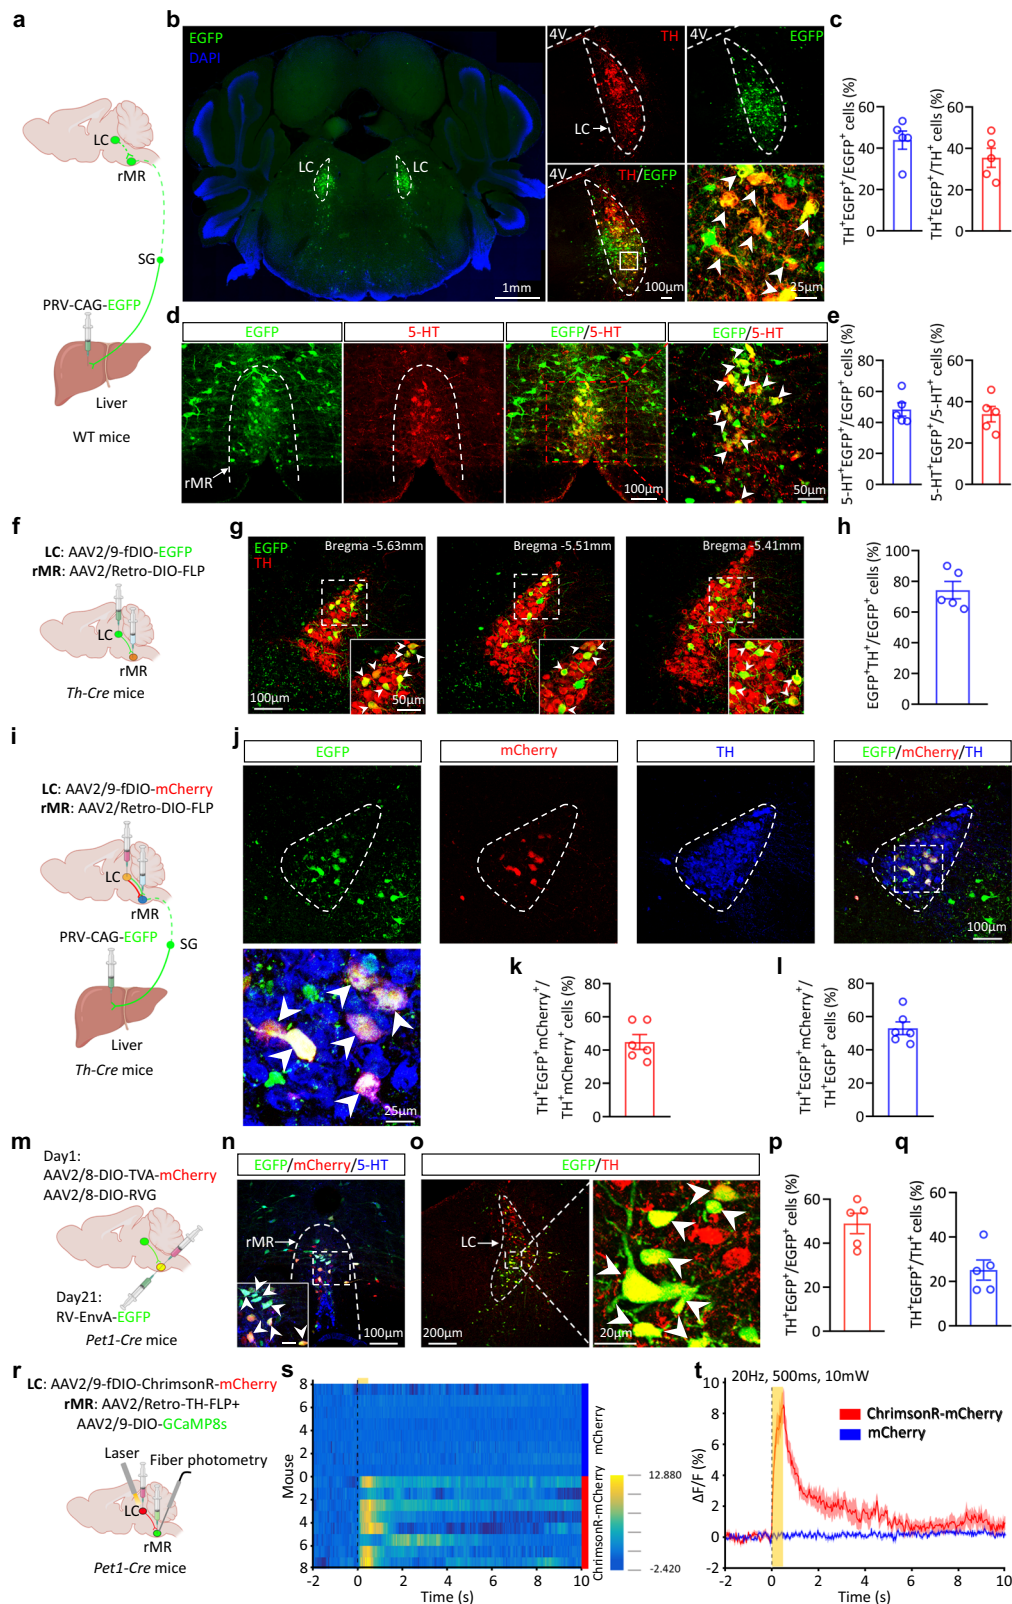 a
LC
rMR
SG
PRV-CAG-EGFP
Liver
WT mice
b
EGFP
DAPI
LC
LC
1mm
4V
TH
LC
4V
EGFP
4V
TH/EGFP
100μm
25μm
c
TH+EGFP+/EGFP+ cells (%)
60
40
20
0
TH+EGFP+/TH+ cells (%)
60
40
20
0
d
EGFP
5-HT
EGFP/5-HT
EGFP/5-HT
rMR
100μm
50μm
e
5-HT+EGFP+/EGFP+ cells (%)
80
60
40
20
0
5-HT+EGFP+/5-HT+ cells (%)
60
40
20
0
f
LC: AAV2/9-fDIO-EGFP
rMR: AAV2/Retro-DIO-FLP
LC
rMR
Th-Cre mice
g
EGFP
TH
Bregma -5.63mm
100μm
50μm
Bregma -5.51mm
Bregma -5.41mm
h
EGFP+TH+/EGFP+ cells (%)
100
80
60
40
20
0
i
LC: AAV2/9-fDIO-mCherry
rMR: AAV2/Retro-DIO-FLP
LC
rMR
PRV-CAG-EGFP
SG
Liver
Th-Cre mice
j
EGFP
mCherry
TH
EGFP/mCherry/TH
100μm
25μm
k
TH+EGFP+mCherry+/
TH+mCherry+ cells (%)
80
60
40
20
0
l
TH+EGFP+mCherry+/
TH+EGFP+ cells (%)
80
60
40
20
0
m
Day1:
AAV2/8-DIO-TVA-mCherry
AAV2/8-DIO-RVG
Day21:
RV-EnvA-EGFP
Pet1-Cre mice
n
EGFP/mCherry/5-HT
rMR
100μm
o
EGFP/TH
LC
200μm
20μm
p
TH+EGFP+/EGFP+ cells (%)
60
40
20
0
q
TH+EGFP+/TH+ cells (%)
60
40
20
0
r
LC: AAV2/9-fDIO-ChrimsonR-mCherry
rMR: AAV2/Retro-TH-FLP+
AAV2/9-DIO-GCaMP8s
Laser
Fiber photometry
LC
rMR
Pet1-Cre mice
s
Mouse
8
6
4
2
0
2
4
6
8
-2
0
2
4
6
8
10
Time (s)
mCherry
ChrimsonR-mCherry
12.880
-2.420
t
20Hz, 500ms, 10mW
ChrimsonR-mCherry
mCherry
ΔF/F (%)
10
8
6
4
2
0
-2
-2
0
2
4
6
8
10
Time (s)